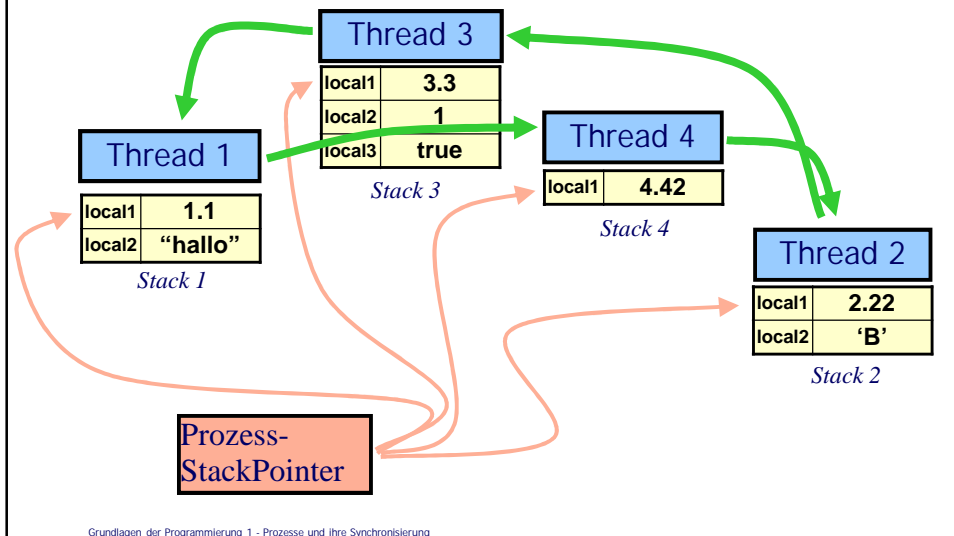 Thread 3
local1 3.3
local2 1
local3 true
Stack 3
Thread 1
local1 1.1
local2 “hallo”
Stack 1
Thread 4
local1 4.42
Stack 4
Thread 2
local1 2.22
local2 ‘B’
Stack 2
Prozess-
StackPointer
Grundlagen der Programmierung 1 - Prozesse und ihre Synchronisierung